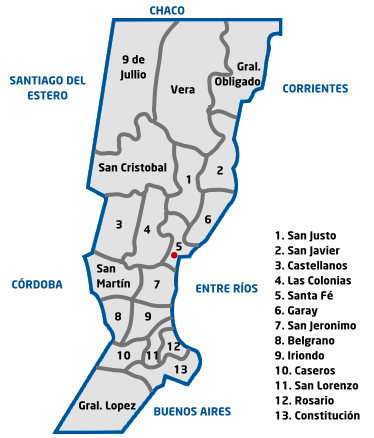 CHACO
9 de
Jullio
SANTIAGO DEL
ESTERO
Vera
Gral.
Obligado
CORRIENTES
San Cristobal
1
2
3
4
5
6
CÓRDOBA
San
Martín
7
ENTRE RÍOS
8
9
10
11
12
13
Gral. Lopez
BUENOS AIRES
1. San Justo
2. San Javier
3. Castellanos
4. Las Colonias
5. Santa Fé
6. Garay
7. San Jeronimo
8. Belgrano
9. Iriondo
10. Caseros
11. San Lorenzo
12. Rosario
13. Constitución